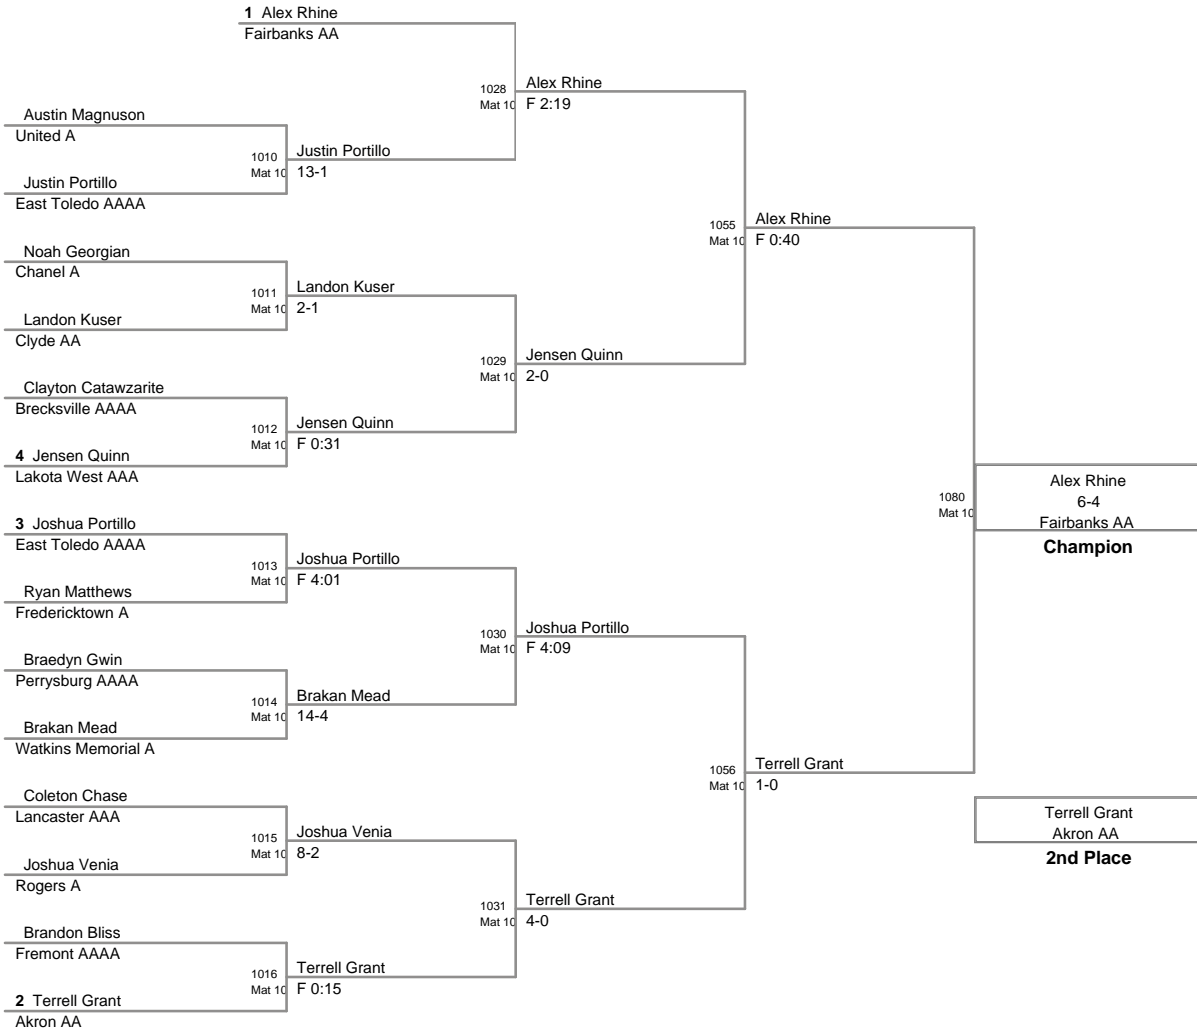 1 Alex Rhine
Fairbanks AA
1028
Mat 10
Alex Rhine
F 2:19
Austin Magnuson
United A
1010
Mat 10
Justin Portillo
13-1
Justin Portillo
East Toledo AAAA
1055
Mat 10
Alex Rhine
F 0:40
Noah Georgian
Chanel A
1011
Mat 10
Landon Kuser
2-1
Landon Kuser
Clyde AA
1029
Mat 10
Jensen Quinn
2-0
Clayton Catawzarite
Brecksville AAAA
1012
Mat 10
Jensen Quinn
F 0:31
4 Jensen Quinn
Lakota West AAA
1080
Mat 10
Alex Rhine
6-4
Fairbanks AA
Champion
3 Joshua Portillo
East Toledo AAAA
1013
Mat 10
Joshua Portillo
F 4:01
Ryan Matthews
Fredericktown A
1030
Mat 10
Joshua Portillo
F 4:09
Braedyn Gwin
Perrysburg AAAA
1014
Mat 10
Brakan Mead
14-4
Brakan Mead
Watkins Memorial A
1056
Mat 10
Terrell Grant
1-0
Coleton Chase
Lancaster AAA
1015
Mat 10
Joshua Venia
8-2
Joshua Venia
Rogers A
Terrell Grant
Akron AA
2nd Place
1031
Mat 10
Terrell Grant
4-0
Brandon Bliss
Fremont AAAA
1016
Mat 10
Terrell Grant
F 0:15
2 Terrell Grant
Akron AA